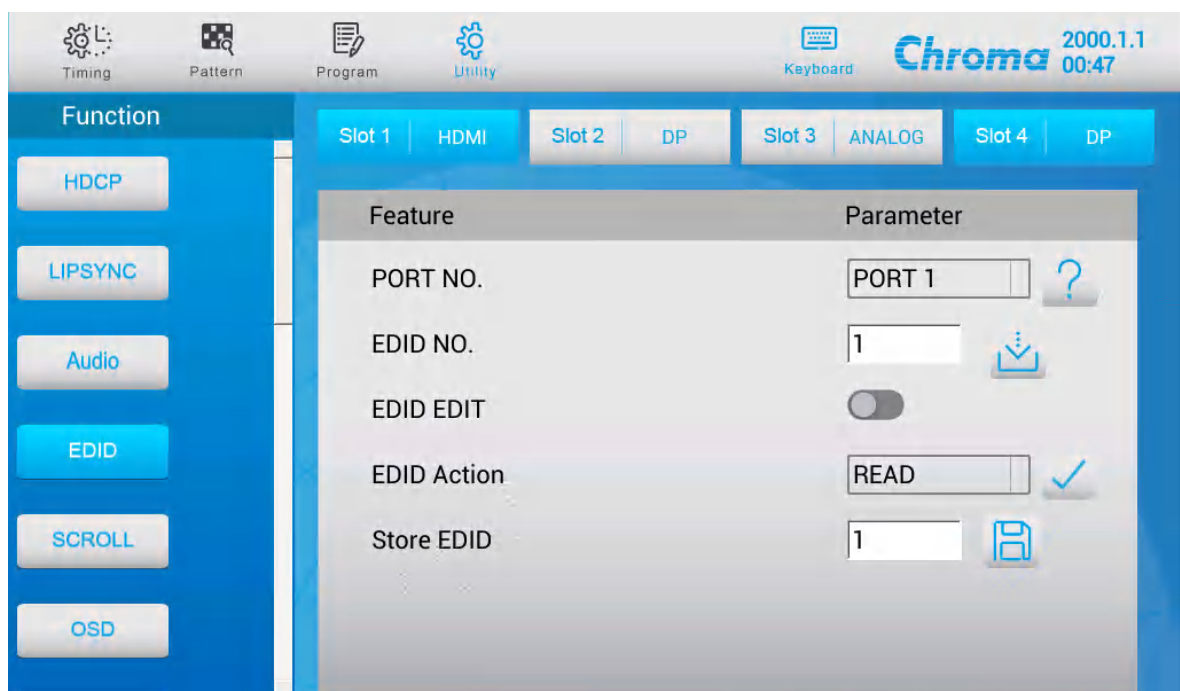 Timing Pattern Program Utility Keyboard Chroma 2000.1.1
00:47
Function
Slot 1 HDMI Slot 2 DP Slot 3 ANALOG Slot 4 DP
HDCP
Feature Parameter
LIPSYNC
PORT NO. PORT 1 ?
EDID NO. 1
Audio
EDID EDIT
EDID
EDID Action READ
SCROLL
Store EDID 1
OSD